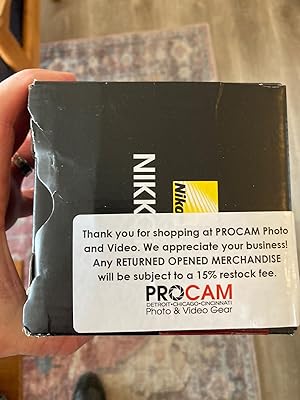 NIKK
Niko
Thank you for shopping at PROCAM Photo
and Video. We appreciate your business!
Any RETURNED OPENED MERCHANDISE
will be subject to a 15% restock fee.
PROCAM
DETROIT•CHICAGO•CINCINNATI
Photo & Video Gear